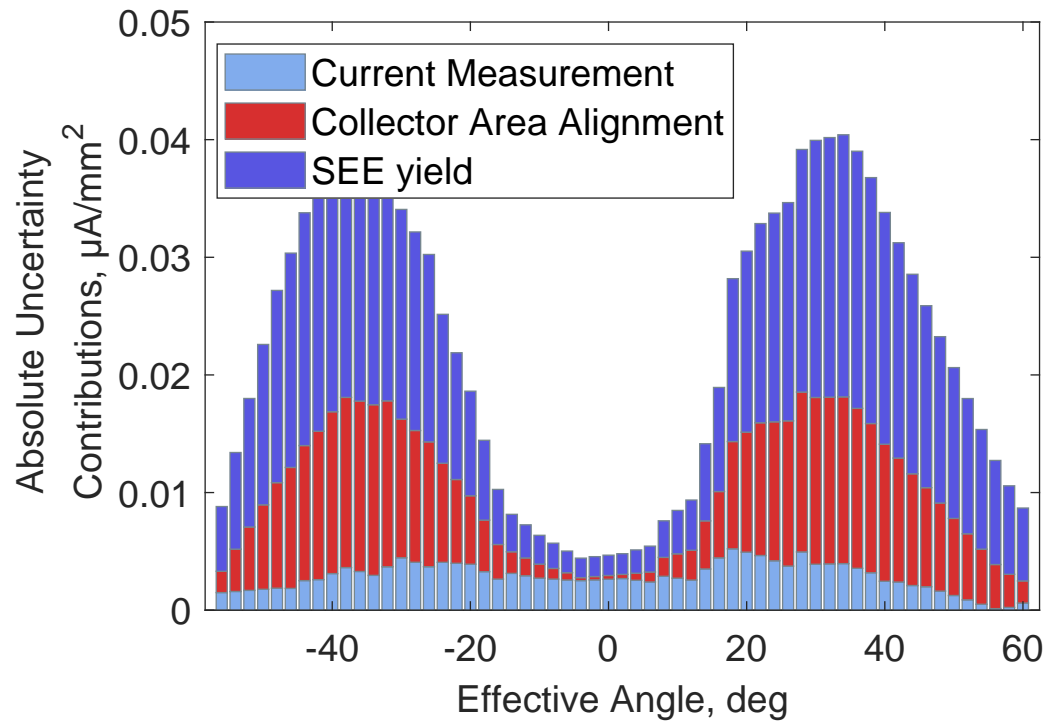 0.05
0.04
0.03
0.02
0.01
0
Absolute Uncertainty
Contributions, µA/mm²
Current Measurement
Collector Area Alignment
SEE yield
-40 -20 0 20 40 60
Effective Angle, deg